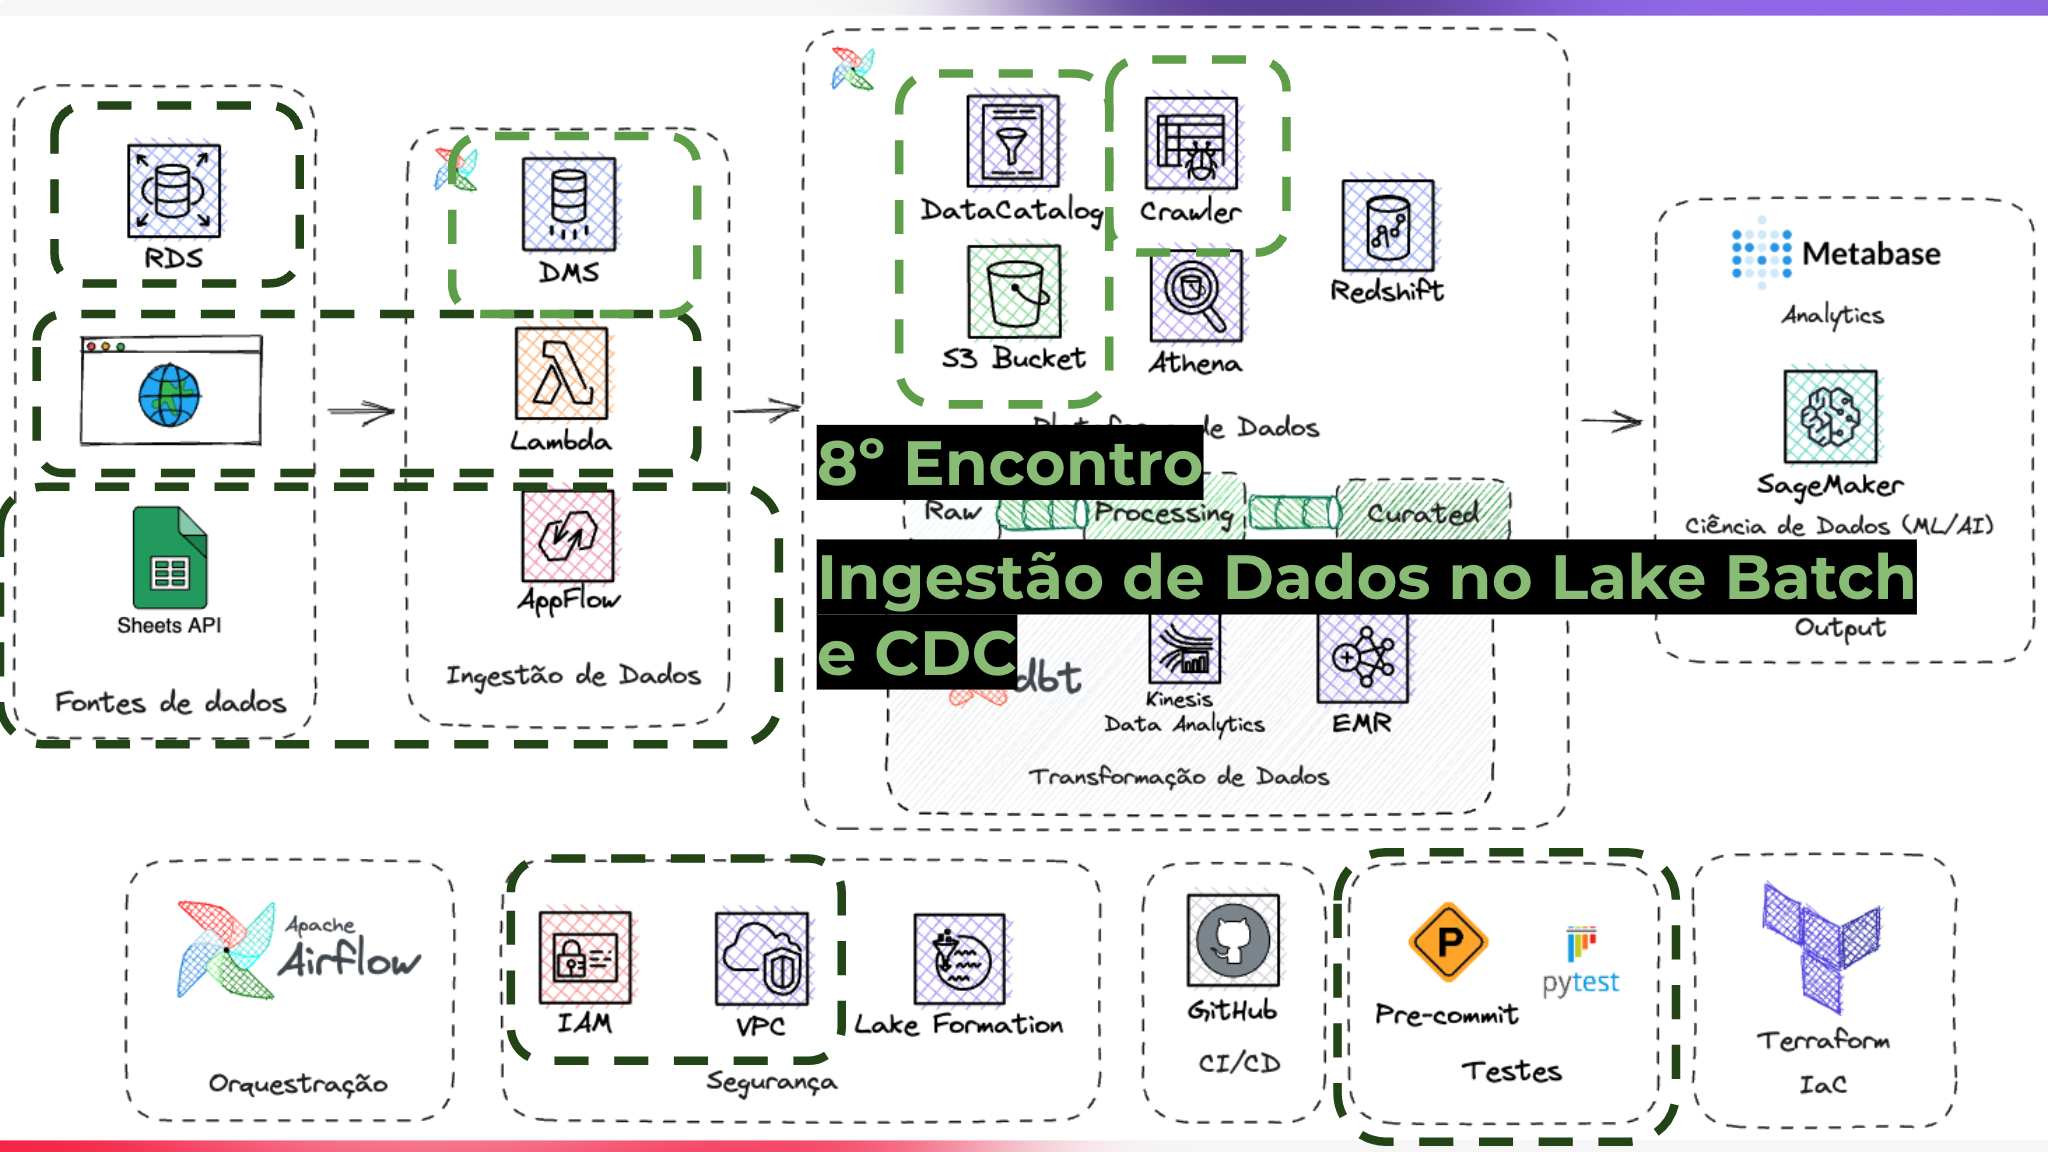 RDS
Sheets API
Fontes de dados
DMS
Lambda
AppFlow
Ingestão de Dados
DataCatalog
Crawler
S3 Bucket
Athena
Redshift
de Dados
8º Encontro
Raw
Processing
Curated
Ingestão de Dados no Lake Batch
e CDC
dbt
Kinesis
Data Analytics
EMR
Transformação de Dados
Metabase
Analytics
SageMaker
Ciência de Dados (ML/AI)
Output
Apache
Airflow
Orquestração
IAM
VPC
Lake Formation
Segurança
GitHub
CI/CD
P
Pre-commit
pytest
Testes
Terraform
IaC